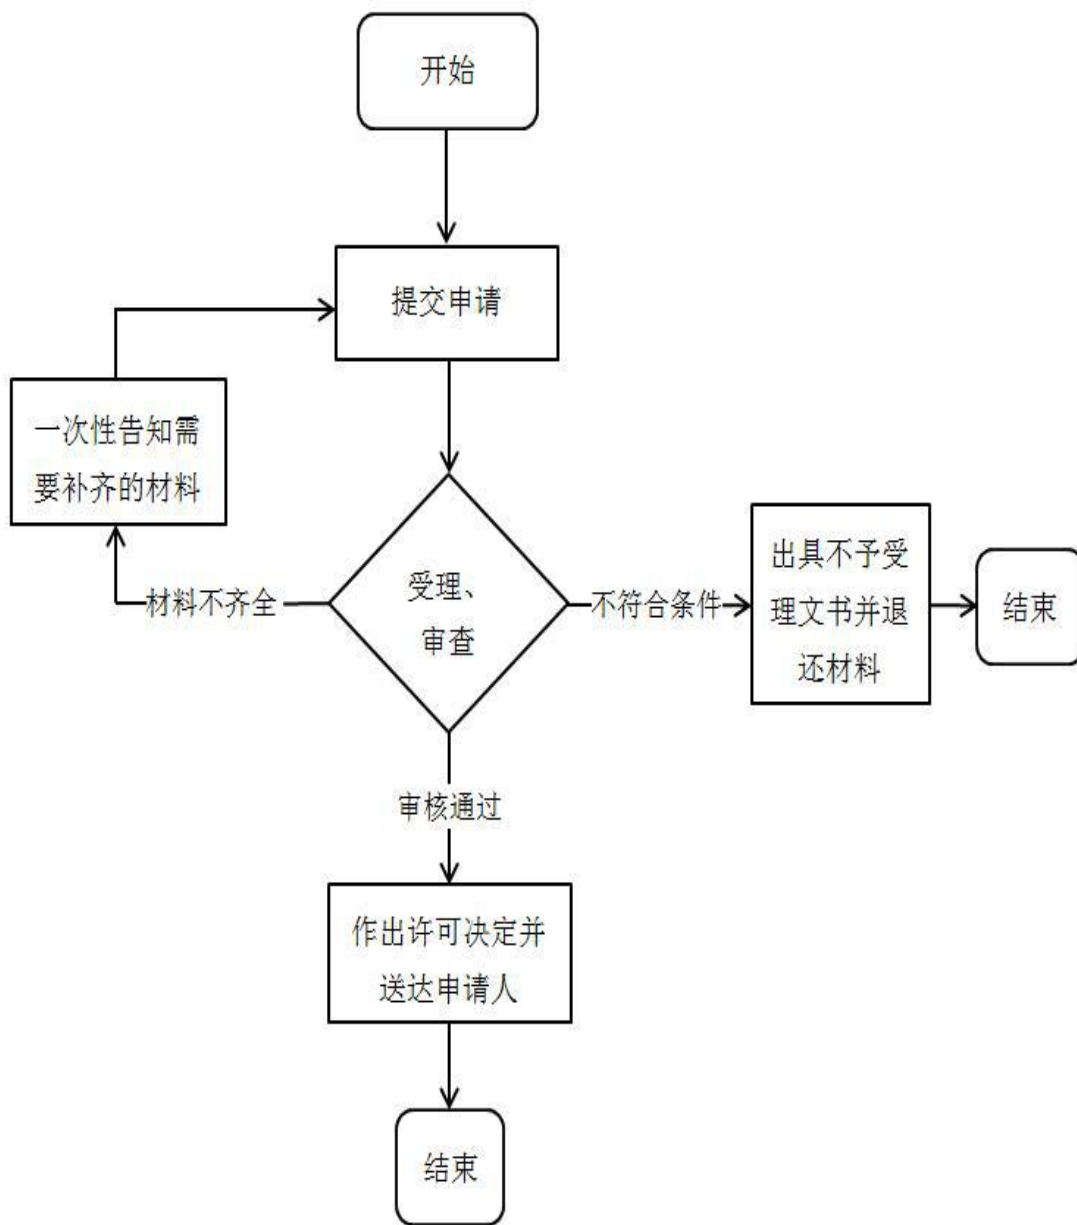 开始
提交申请
一次性告知需
要补齐的材料
材料不齐全
受理、
审查
不符合条件
出具不予受
理文书并退
还材料
结束
审核通过
作出许可决定并
送达申请人
结束